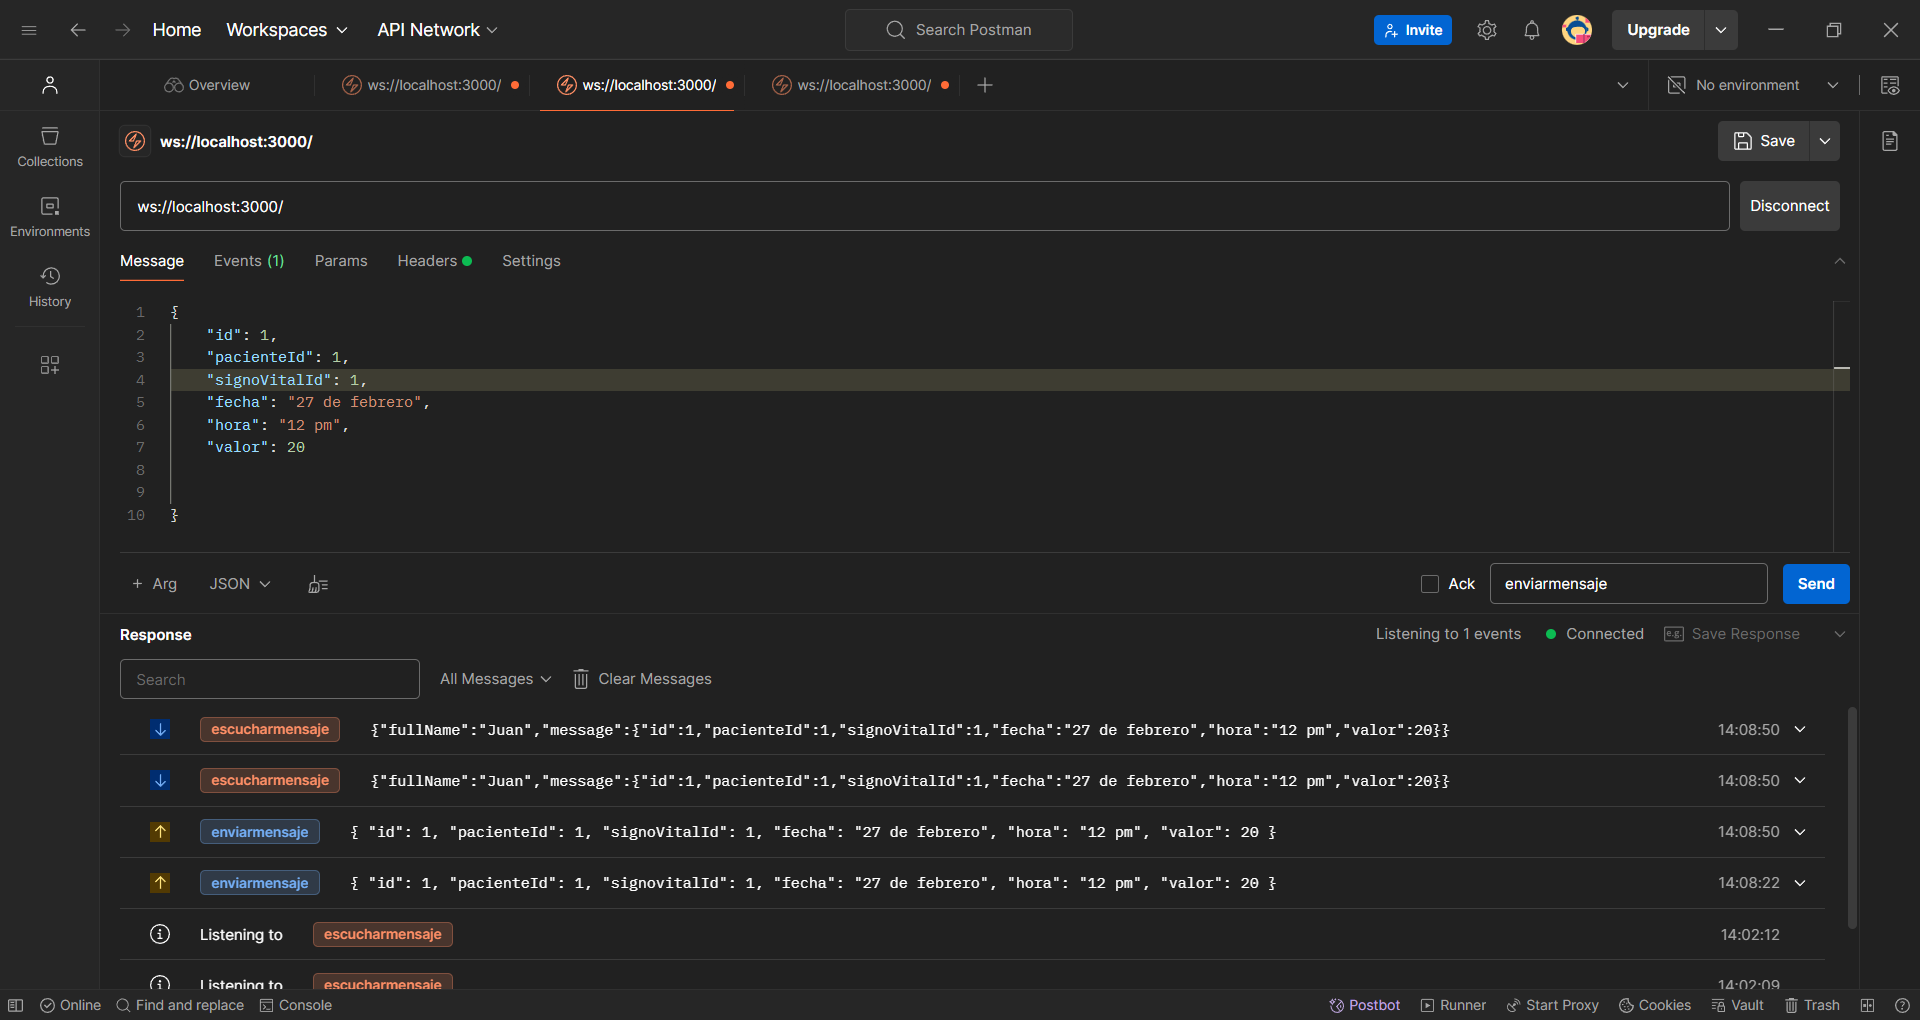 Home
Workspaces
API Network
Search Postman
Invite
Upgrade
Overview
ws://localhost:3000/
ws://localhost:3000/
ws://localhost:3000/
No environment
Collections
Environments
History
ws://localhost:3000/
Save
ws://localhost:3000/
Disconnect
Message
Events (1)
Params
Headers
Settings
1 {
2 "id": 1,
3 "pacienteId": 1,
4 "signoVitalId": 1,
5 "fecha": "27 de febrero",
6 "hora": "12 pm",
7 "valor": 20
8
9
10 }
+ Arg
JSON
Ack
enviarmensaje
Send
Response
Listening to 1 events
Connected
e.g. Save Response
Search
All Messages
Clear Messages
escucharmensaje {"fullName":"Juan","message":{"id":1,"pacienteId":1,"signoVitalId":1,"fecha":"27 de febrero","hora":"12 pm","valor":20}} 14:08:50
escucharmensaje {"fullName":"Juan","message":{"id":1,"pacienteId":1,"signoVitalId":1,"fecha":"27 de febrero","hora":"12 pm","valor":20}} 14:08:50
enviarmensaje { "id": 1, "pacienteId": 1, "signoVitalId": 1, "fecha": "27 de febrero", "hora": "12 pm", "valor": 20 } 14:08:50
enviarmensaje { "id": 1, "pacienteId": 1, "signovitalId": 1, "fecha": "27 de febrero", "hora": "12 pm", "valor": 20 } 14:08:22
Listening to escucharmensaje 14:02:12
Listening to escucharmensaje 14:02:09
Online
Find and replace
Console
Postbot
Runner
Start Proxy
Cookies
Vault
Trash